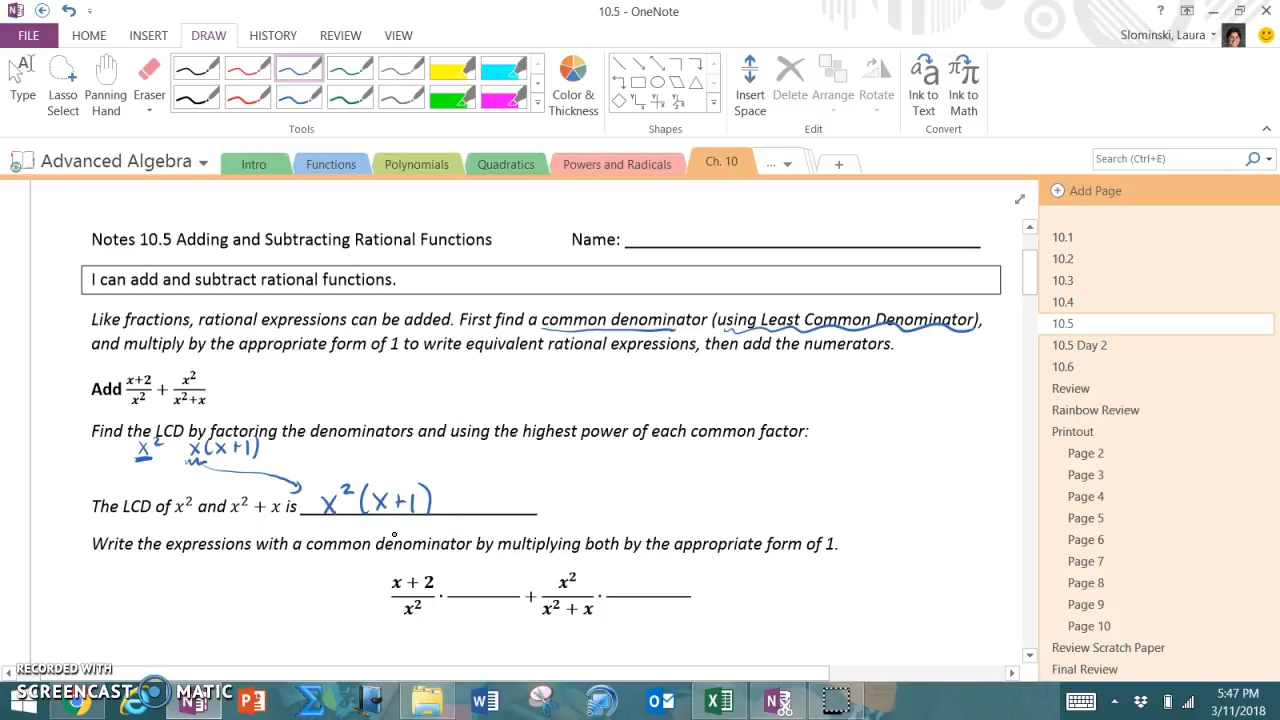 10.5 - OneNote
?
FILE HOME INSERT DRAW HISTORY REVIEW VIEW
Slominski, Laura
Type Lasso Select Panning Hand Eraser
Color & Thickness
Insert Space Delete Arrange Rotate
Ink to Text Ink to Math
Tools Shapes Edit Convert
Advanced Algebra Intro Functions Polynomials Quadratics Powers and Radicals Ch. 10 ... +
Search (Ctrl+E)
Add Page
10.1
10.2
10.3
10.4
10.5
10.5 Day 2
10.6
Review
Rainbow Review
Printout
Page 2
Page 3
Page 4
Page 5
Page 6
Page 7
Page 8
Page 9
Page 10
Review Scratch Paper
Final Review
Notes 10.5 Adding and Subtracting Rational Functions Name:
I can add and subtract rational functions.
Like fractions, rational expressions can be added. First find a common denominator (using Least Common Denominator),
and multiply by the appropriate form of 1 to write equivalent rational expressions, then add the numerators.
Add (x+2)/x² + x²/(x²+x)
Find the LCD by factoring the denominators and using the highest power of each common factor:
x² x(x+1)
The LCD of x² and x² + x is x²(x+1)
Write the expressions with a common denominator by multiplying both by the appropriate form of 1.
(x + 2)/x² · ____ + x²/(x² + x) · ____
RECORDED WITH
SCREENCAST MATIC
5:47 PM
3/11/2018